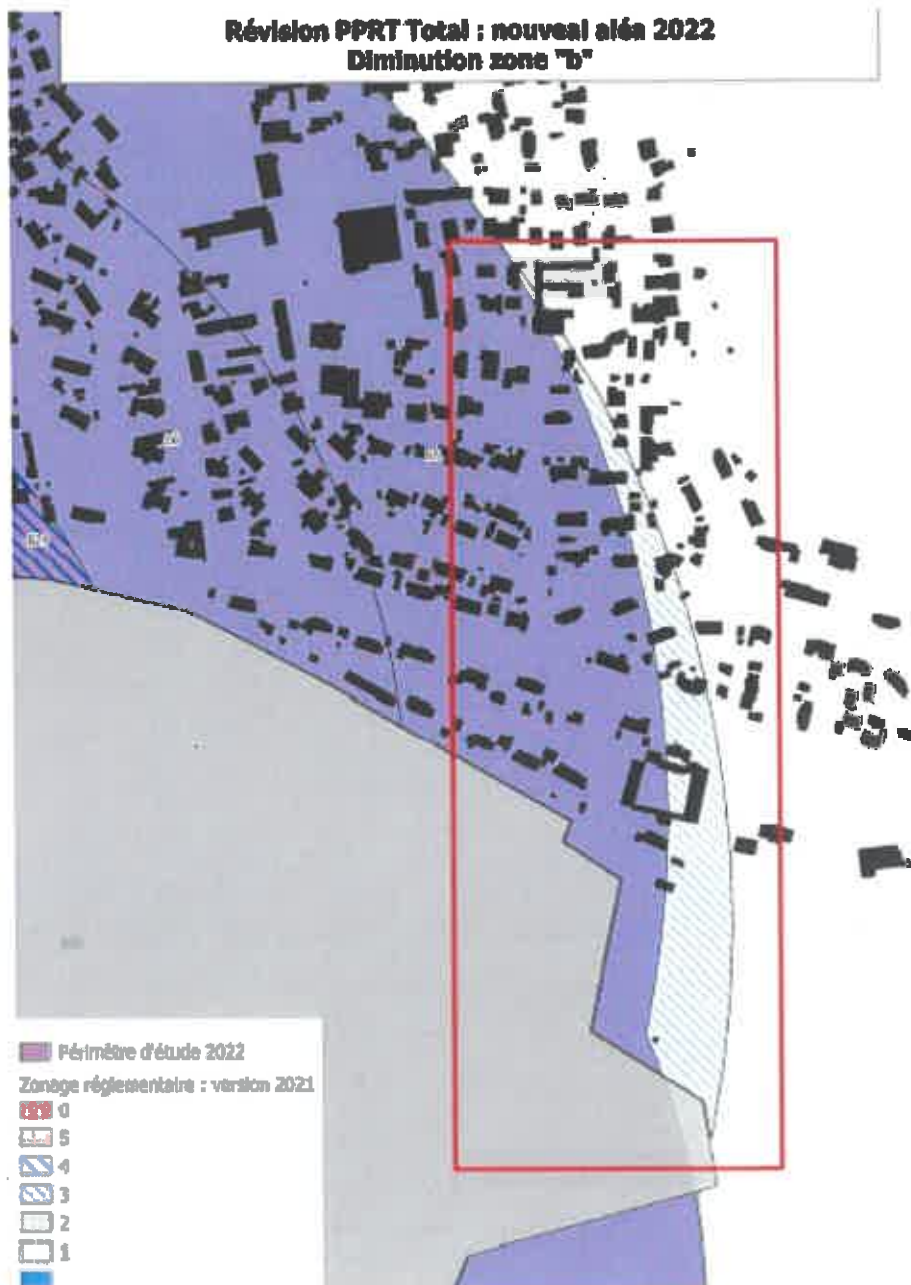 Révision PPRT Total : nouveal aléa 2022
Diminution zone "b"
Périmètre d'étude 2022
Zonage réglementaire : version 2021
0
5
4
3
2
1